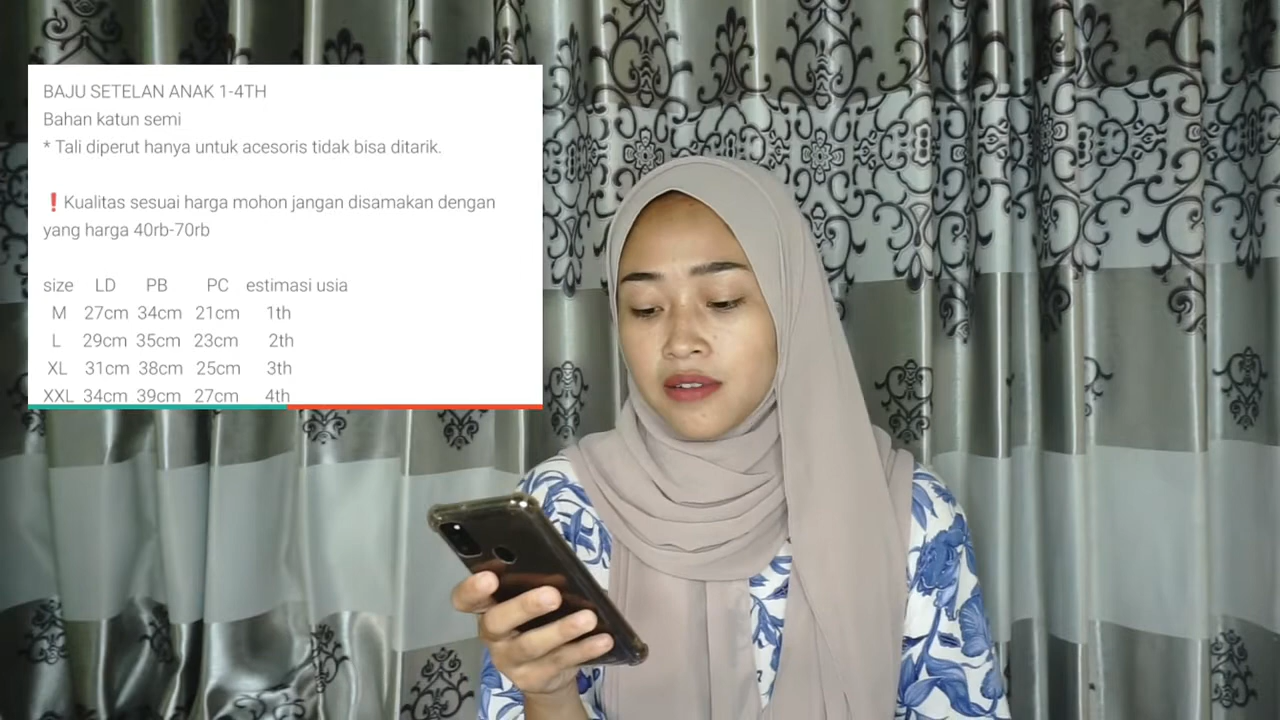 BAJU SETELAN ANAK 1-4TH
Bahan katun semi
* Tali diperut hanya untuk acesoris tidak bisa ditarik.
❗Kualitas sesuai harga mohon jangan disamakan dengan
yang harga 40rb-70rb
size LD PB PC estimasi usia
M 27cm 34cm 21cm 1th
L 29cm 35cm 23cm 2th
XL 31cm 38cm 25cm 3th
XXL 34cm 39cm 27cm 4th